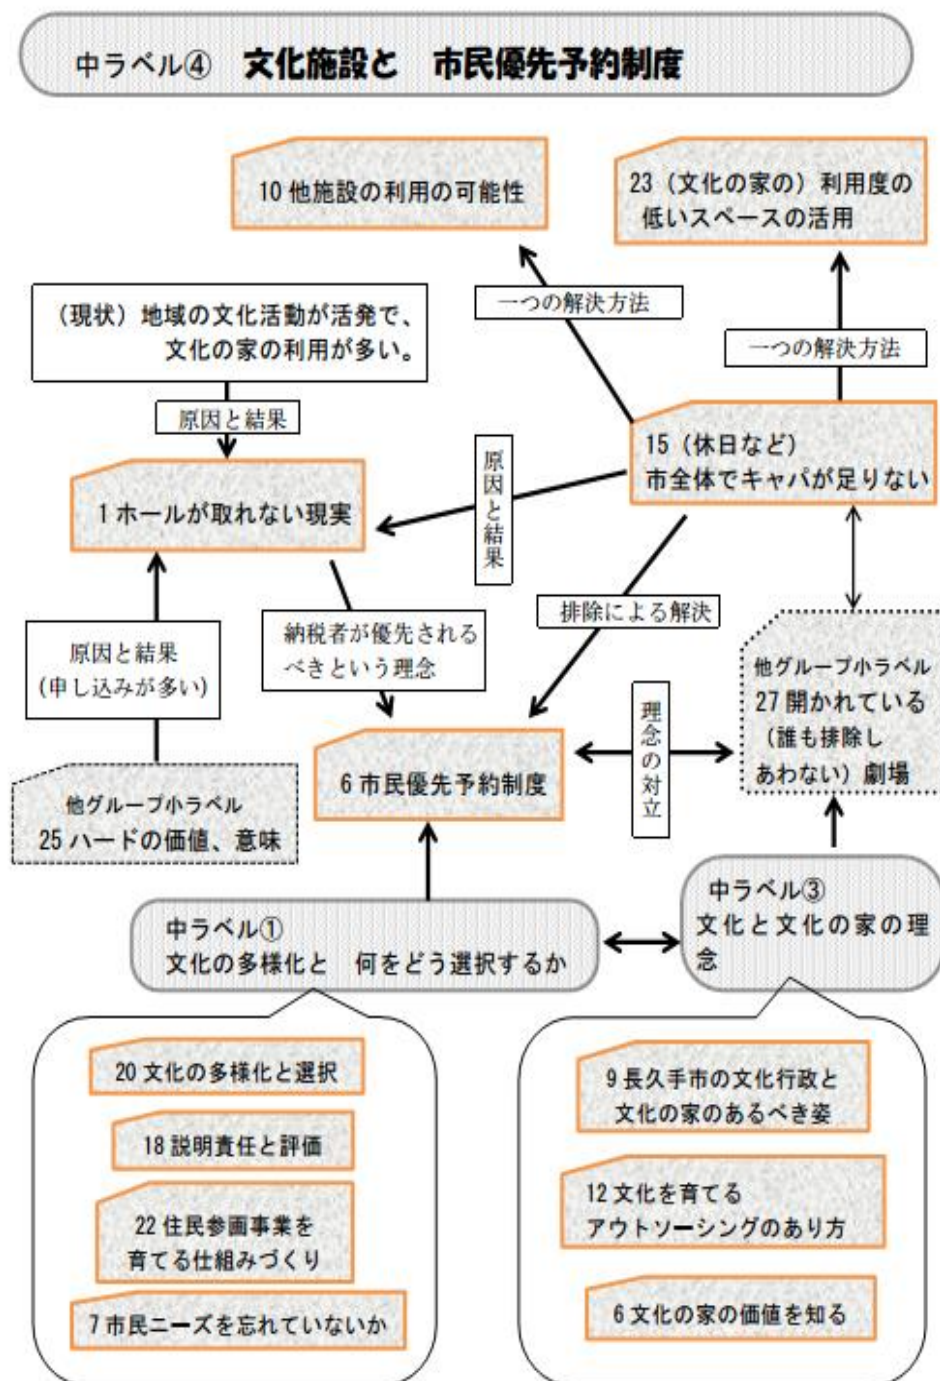 中ラベル④ 文化施設と 市民優先予約制度
10 他施設の利用の可能性
23（文化の家の）利用度の
低いスペースの活用
一つの解決方法
一つの解決方法
（現状）地域の文化活動が活発で、
文化の家の利用が多い。
原因と結果
15（休日など）
市全体でキャパが足りない
原因と結果
1 ホールが取れない現実
排除による解決
納税者が優先される
べきという理念
原因と結果
(申し込みが多い)
他グループ小ラベル
27 開かれている
（誰も排除し
あわない）劇場
理念の対立
6 市民優先予約制度
他グループ小ラベル
25 ハードの価値、意味
中ラベル①
文化の多様化と 何をどう選択するか
中ラベル③
文化と文化の家の理
念
20 文化の多様化と選択
18 説明責任と評価
22 住民参画事業を
育てる仕組みづくり
7 市民ニーズを忘れていないか
9 長久手市の文化行政と
文化の家のあるべき姿
12 文化を育てる
アウトソーシングのあり方
6 文化の家の価値を知る